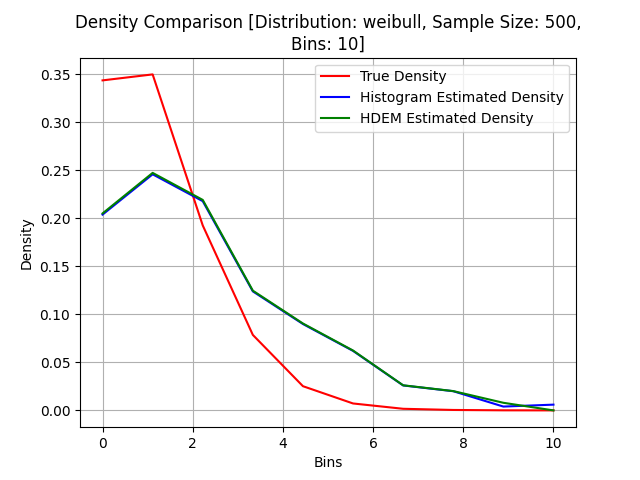 Density Comparison [Distribution: weibull, Sample Size: 500,
Bins: 10]
True Density
Histogram Estimated Density
HDEM Estimated Density
Density
0.35
0.30
0.25
0.20
0.15
0.10
0.05
0.00
0 2 4 6 8 10
Bins